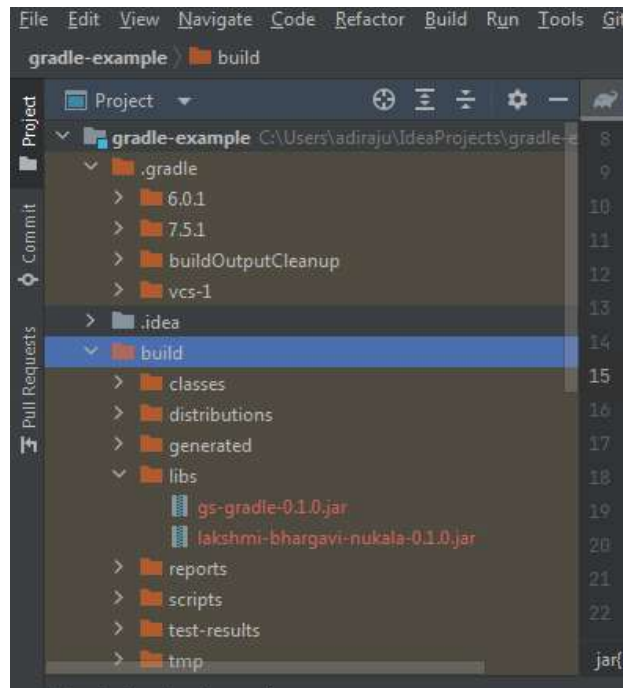 File Edit View Navigate Code Refactor Build Run Tools Git
gradle-example build
Project
Commit
Pull Requests
Project
gradle-example C:\Users\adiraju\IdeaProjects\gradle-e
.gradle
6.0.1
7.5.1
buildOutputCleanup
vcs-1
.idea
build
classes
distributions
generated
libs
gs-gradle-0.1.0.jar
lakshmi-bhargavi-nukala-0.1.0.jar
reports
scripts
test-results
tmp
8
9
10
11
12
13
14
15
16
17
18
19
20
21
22
jar{